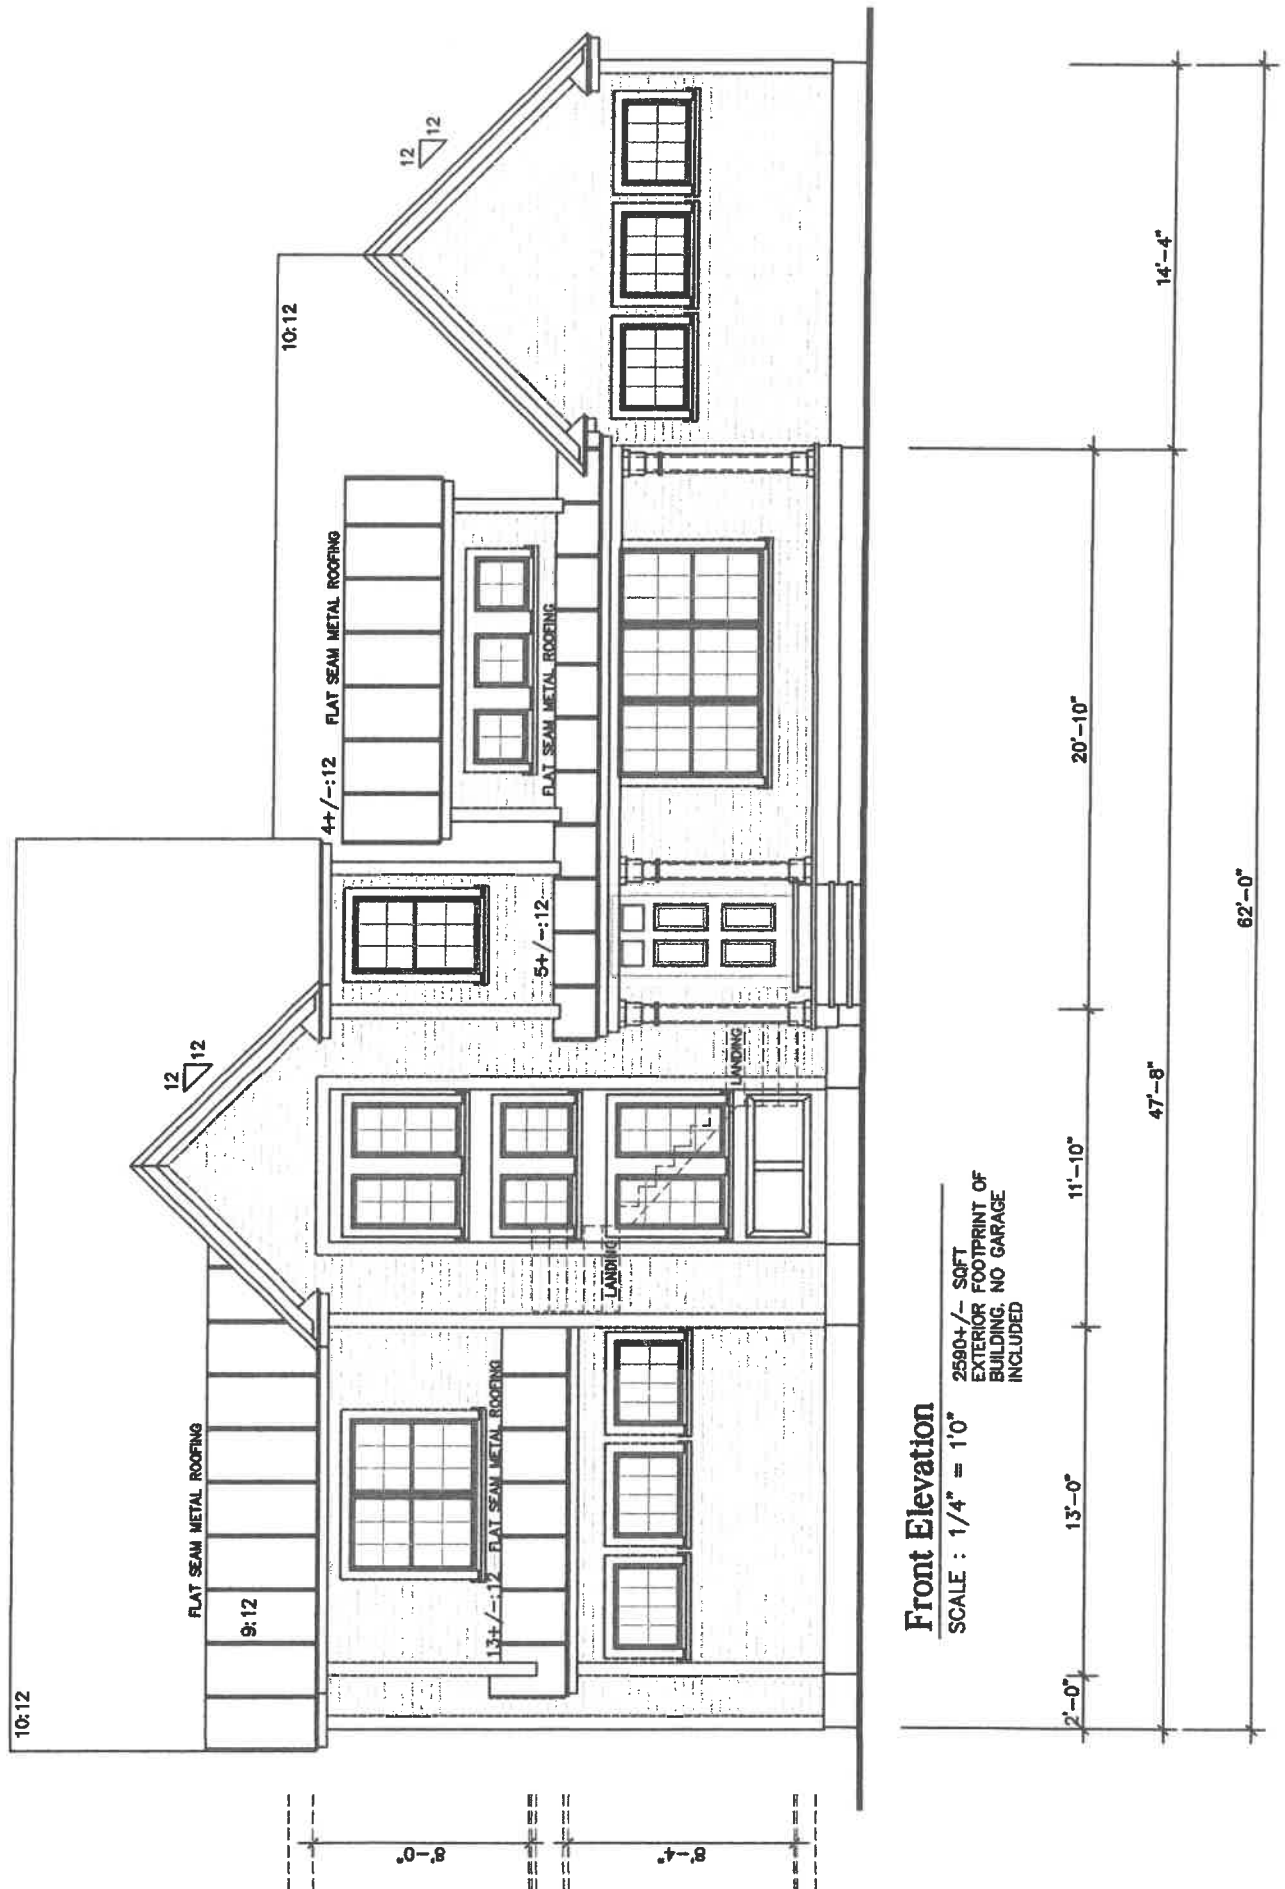 10:12
FLAT SEAM METAL ROOFING
9:12
12
12
10:12
12
12
4+/-:12
FLAT SEAM METAL ROOFING
13+/-:12
FLAT SEAM METAL ROOFING
5+/-:12
FLAT SEAM METAL ROOFING
LANDING
LANDING
8'-0"
8'-4"
Front Elevation
SCALE : 1/4" = 1'0"
2590+/- SQFT
EXTERIOR FOOTPRINT OF
BUILDING. NO GARAGE
INCLUDED
2'-0"
13'-0"
11'-10"
20'-10"
47'-8"
14'-4"
62'-0"